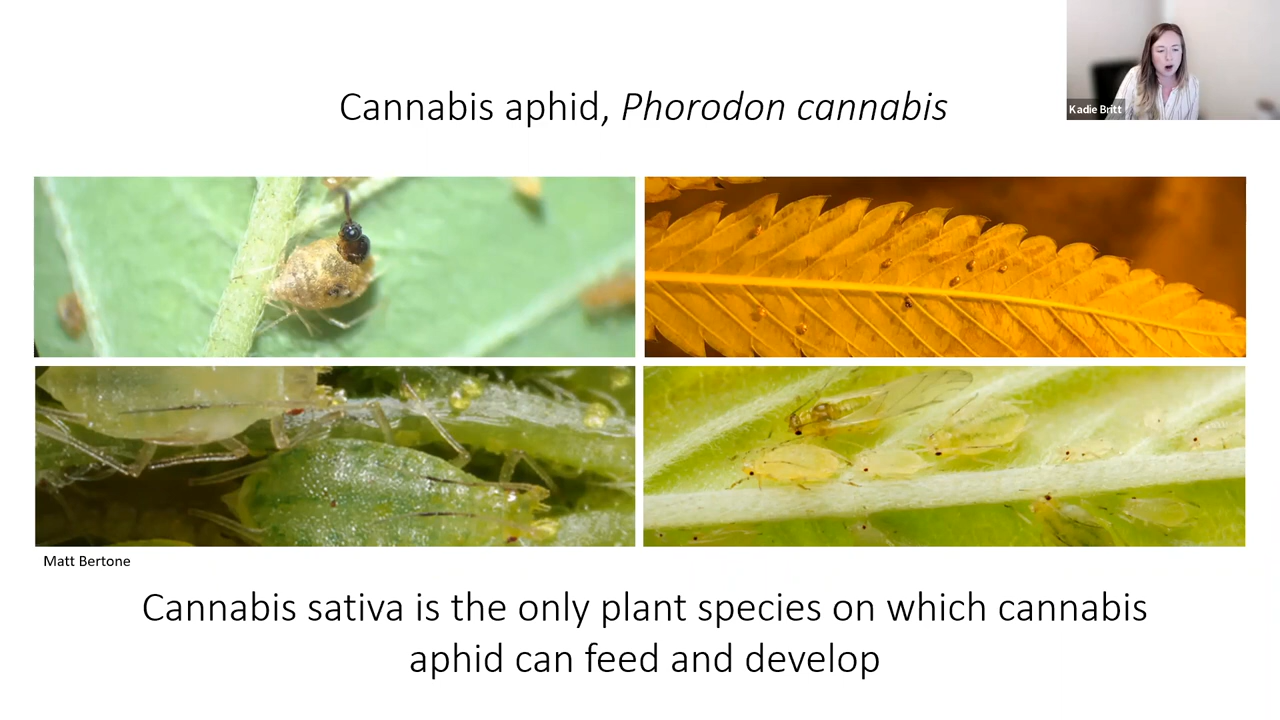 Kadie Britt
Cannabis aphid, Phorodon cannabis
Matt Bertone
Cannabis sativa is the only plant species on which cannabis
aphid can feed and develop